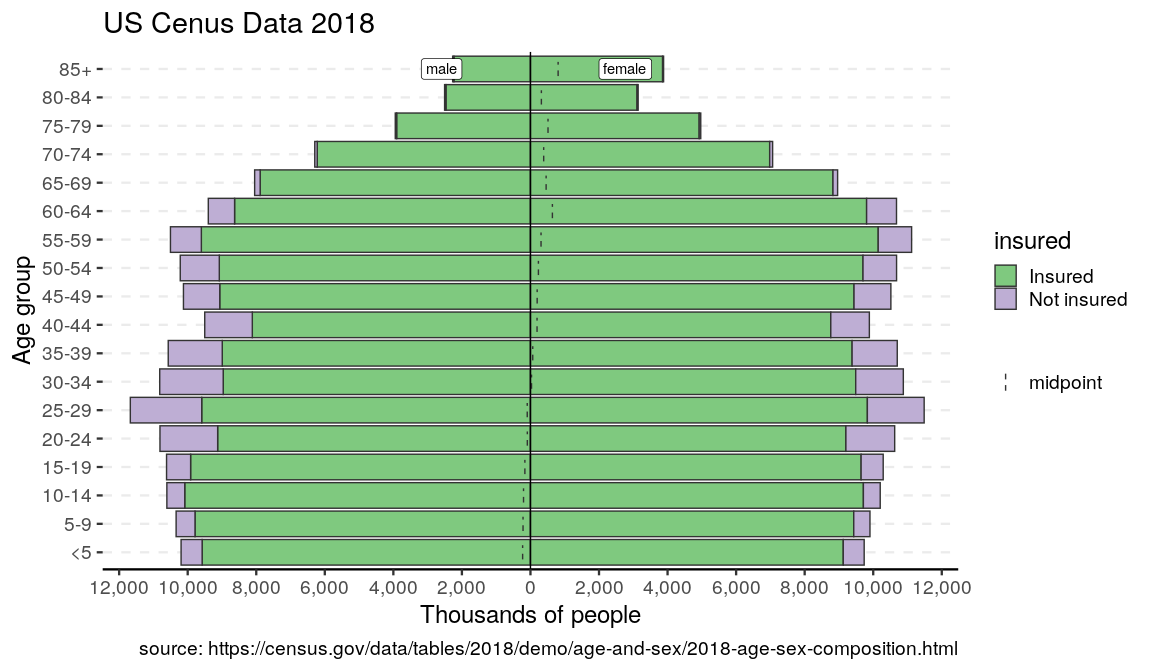 US Cenus Data 2018
85+
80-84
75-79
70-74
65-69
60-64
55-59
50-54
45-49
40-44
35-39
30-34
25-29
20-24
15-19
10-14
5-9
<5
Age group
male
female
12,000 10,000 8,000 6,000 4,000 2,000 0 2,000 4,000 6,000 8,000 10,000 12,000
Thousands of people
insured
Insured
Not insured
midpoint
source: https://census.gov/data/tables/2018/demo/age-and-sex/2018-age-sex-composition.html